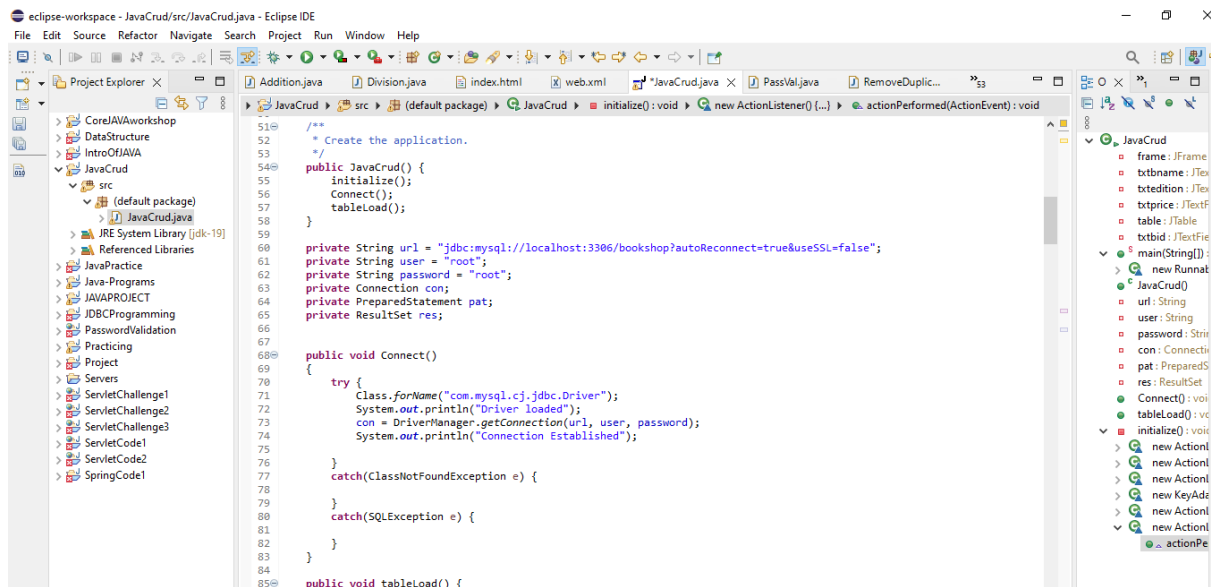 eclipse-workspace - JavaCrud/src/JavaCrud.java - Eclipse IDE
File Edit Source Refactor Navigate Search Project Run Window Help
Project Explorer
CoreJAVAworkshop
DataStructure
IntroOfJAVA
JavaCrud
src
(default package)
JavaCrud.java
JRE System Library [jdk-19]
Referenced Libraries
JavaPractice
Java-Programs
JAVAPROJECT
JDBCProgramming
PasswordValidation
Practicing
Project
Servers
ServletChallenge1
ServletChallenge2
ServletChallenge3
ServletCode1
ServletCode2
SpringCode1
Addition.java Division.java index.html web.xml *JavaCrud.java PassVal.java RemoveDuplic... »53
JavaCrud src (default package) JavaCrud initialize() : void new ActionListener() {...} actionPerformed(ActionEvent) : void
51 /**
52 * Create the application.
53 */
54 public JavaCrud() {
55 initialize();
56 Connect();
57 tableLoad();
58 }
59
60 private String url = "jdbc:mysql://localhost:3306/bookshop?autoReconnect=true&useSSL=false";
61 private String user = "root";
62 private String password = "root";
63 private Connection con;
64 private PreparedStatement pat;
65 private ResultSet res;
66
67
68 public void Connect()
69 {
70 try {
71 Class.forName("com.mysql.cj.jdbc.Driver");
72 System.out.println("Driver loaded");
73 con = DriverManager.getConnection(url, user, password);
74 System.out.println("Connection Established");
75
76 }
77 catch(ClassNotFoundException e) {
78
79 }
80 catch(SQLException e) {
81
82 }
83 }
84
85 public void tableLoad() {
O »1
JavaCrud
frame : JFrame
txtbname : JTex
txtedition : JTex
txtprice : JTextF
table : JTable
txtbid : JTextFie
main(String[]) :
new Runnab
JavaCrud()
url : String
user : String
password : Strin
con : Connecti
pat : PreparedS
res : ResultSet
Connect() : voi
tableLoad() : vo
initialize() : void
new ActionL
new ActionL
new ActionL
new KeyAda
new ActionL
new ActionL
actionPe